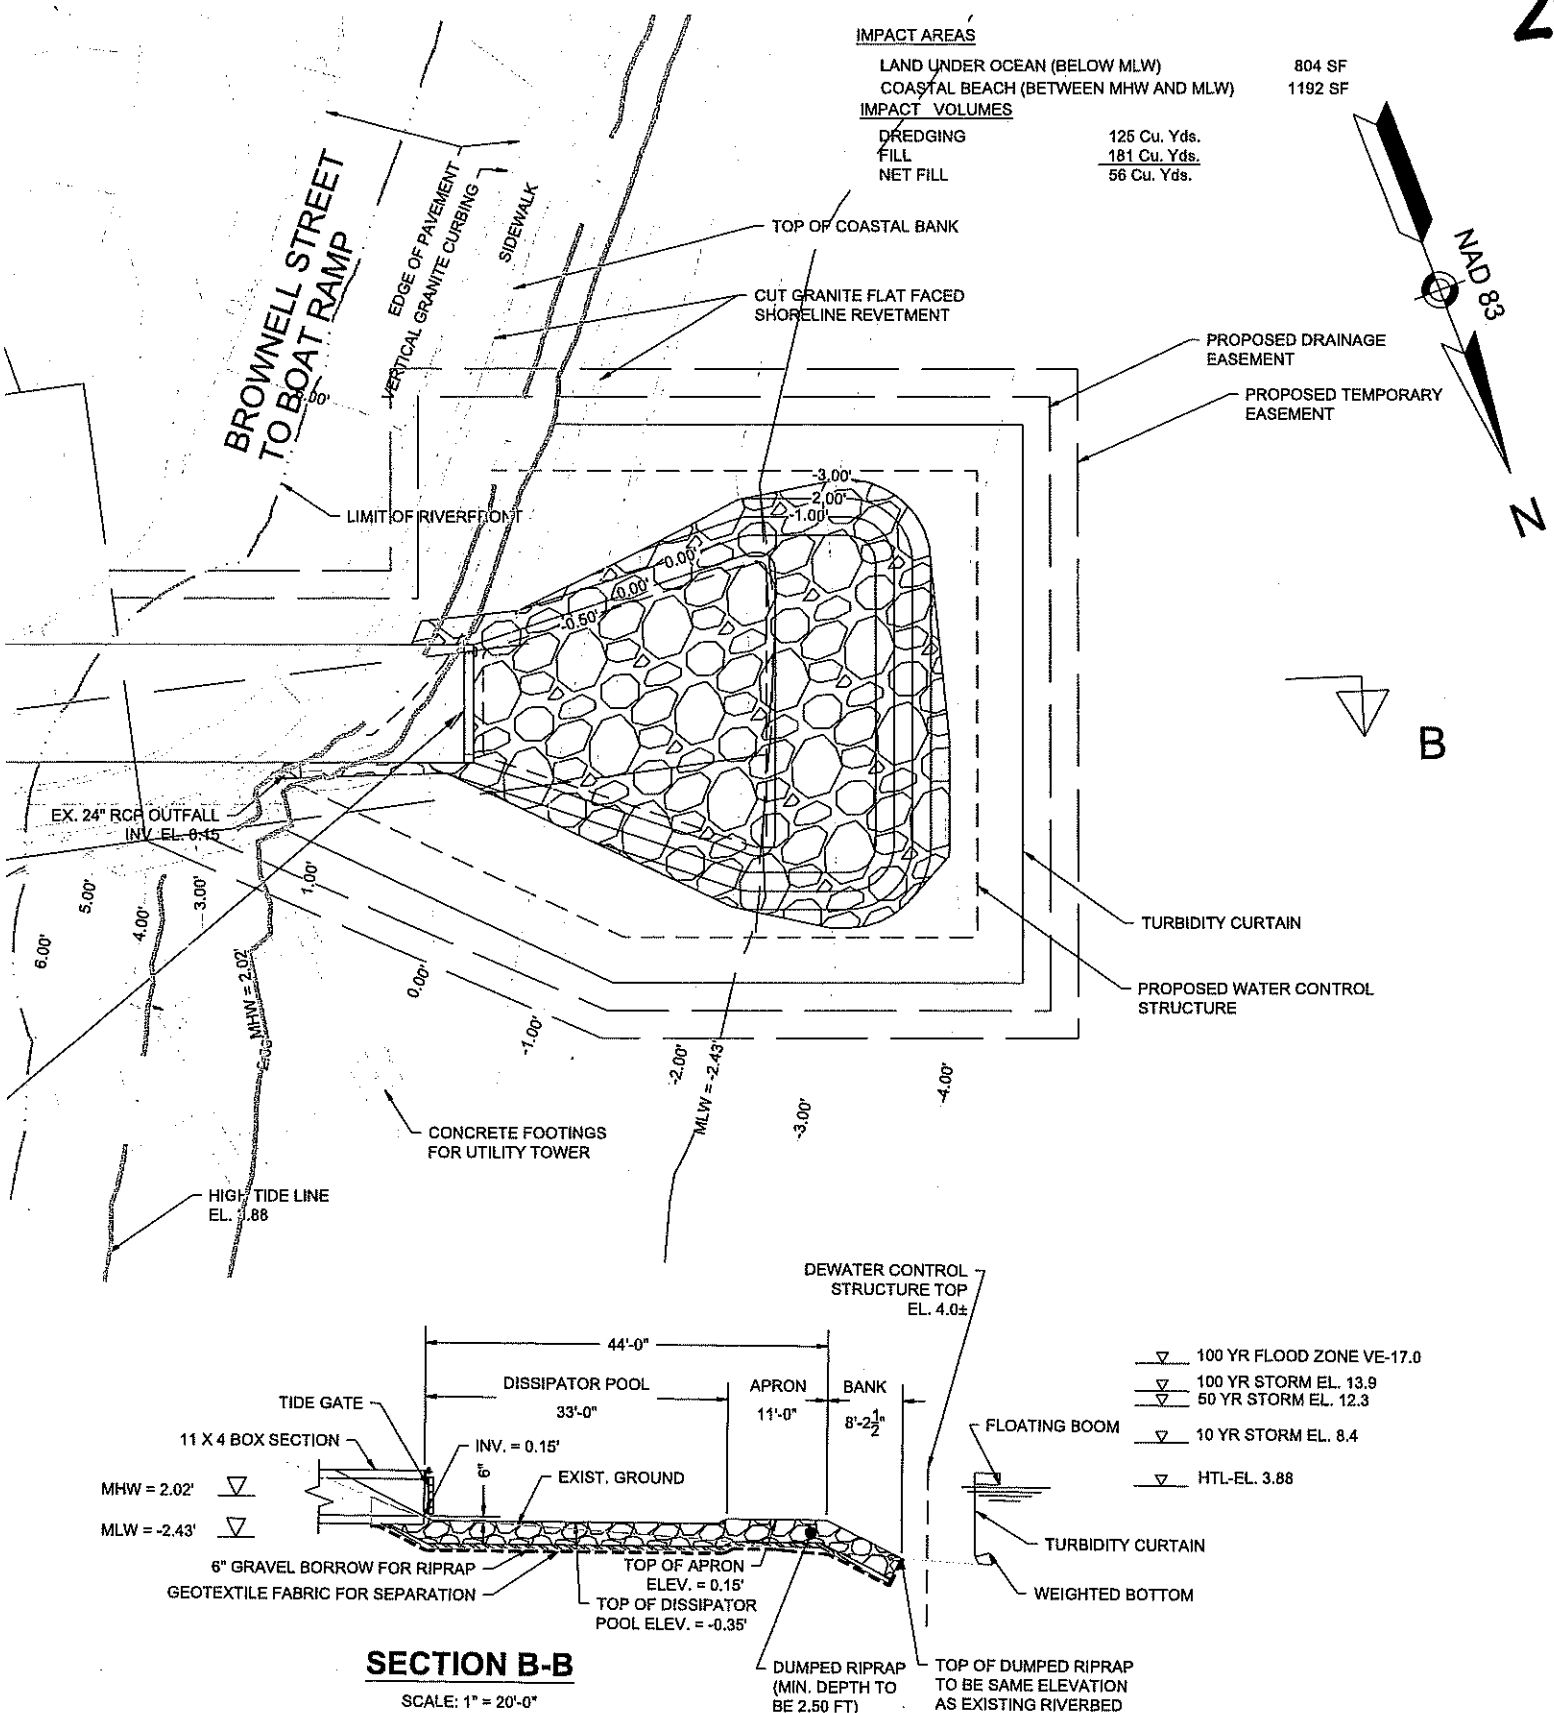 IMPACT AREAS
LAND UNDER OCEAN (BELOW MLW) 804 SF
COASTAL BEACH (BETWEEN MHW AND MLW) 1192 SF
IMPACT VOLUMES
DREDGING 125 Cu. Yds.
FILL 181 Cu. Yds.
NET FILL 56 Cu. Yds.
NAD 83
N
BROWNELL STREET
TO BOAT RAMP
EDGE OF PAVEMENT
VERTICAL GRANITE CURBING
SIDEWALK
TOP OF COASTAL BANK
CUT GRANITE FLAT FACED
SHORELINE REVETMENT
PROPOSED DRAINAGE
EASEMENT
PROPOSED TEMPORARY
EASEMENT
LIMIT OF RIVERFRONT
-3.00'
-2.00'
-1.00'
0.00'
0.00'
-0.50'
B
EX. 24" RCP OUTFALL
INV. EL. 0.15
5.00'
4.00'
3.00'
1.00'
6.00'
MHW = 2.02'
0.00'
-1.00'
-2.00'
MLW = -2.43'
-3.00'
-4.00'
TURBIDITY CURTAIN
PROPOSED WATER CONTROL
STRUCTURE
CONCRETE FOOTINGS
FOR UTILITY TOWER
HIGH TIDE LINE
EL. 3.88
DEWATER CONTROL
STRUCTURE TOP
EL. 4.0±
44'-0"
DISSIPATOR POOL
33'-0"
APRON
11'-0"
BANK
8'-2½"
TIDE GATE
11 X 4 BOX SECTION
INV. = 0.15'
6"
EXIST. GROUND
MHW = 2.02'
MLW = -2.43'
6" GRAVEL BORROW FOR RIPRAP
GEOTEXTILE FABRIC FOR SEPARATION
TOP OF APRON
ELEV. = 0.15'
TOP OF DISSIPATOR
POOL ELEV. = -0.35'
FLOATING BOOM
100 YR FLOOD ZONE VE-17.0
100 YR STORM EL. 13.9
50 YR STORM EL. 12.3
10 YR STORM EL. 8.4
HTL-EL. 3.88
TURBIDITY CURTAIN
WEIGHTED BOTTOM
DUMPED RIPRAP
(MIN. DEPTH TO
BE 2.50 FT)
TOP OF DUMPED RIPRAP
TO BE SAME ELEVATION
AS EXISTING RIVERBED
SECTION B-B
SCALE: 1" = 20'-0"